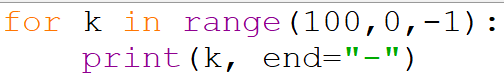 for k in range(100,0,-1):
    print(k, end="-")